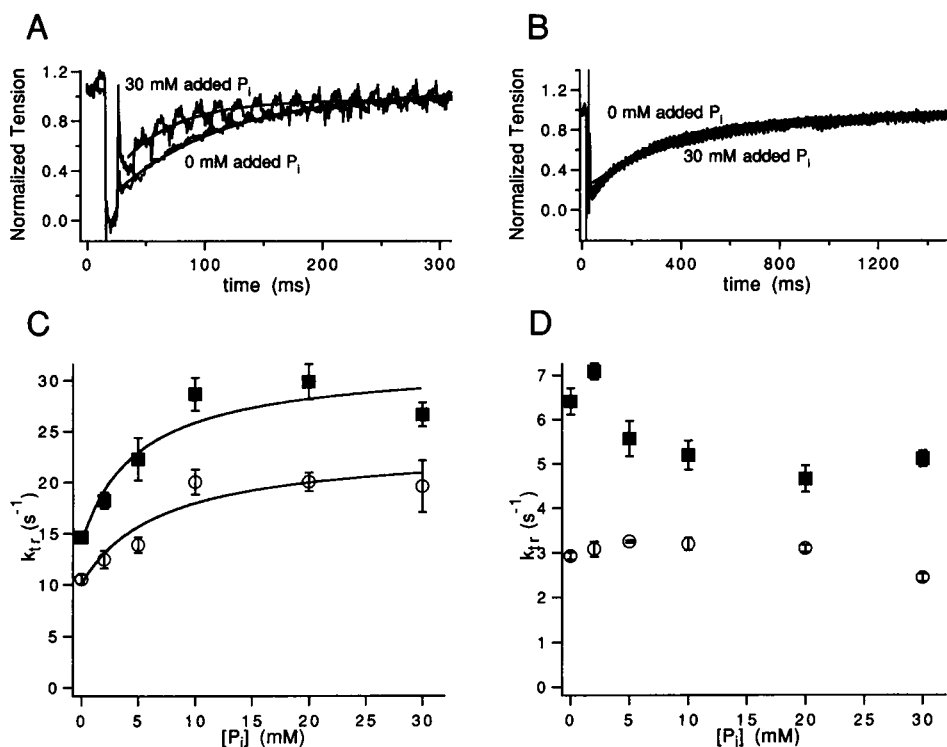 A
Normalized Tension
1.2
0.8
0.4
0.0
30 mM added Pi
0 mM added Pi
0
100
200
300
time (ms)
B
Normalized Tension
1.2
0.8
0.4
0.0
0 mM added Pi
30 mM added Pi
0
400
800
1200
time (ms)
C
ktr (s-1)
30
25
20
15
10
5
0
0
5
10
15
20
25
30
[Pi] (mM)
D
ktr (s-1)
7
6
5
4
3
2
1
0
0
5
10
15
20
25
30
[Pi] (mM)